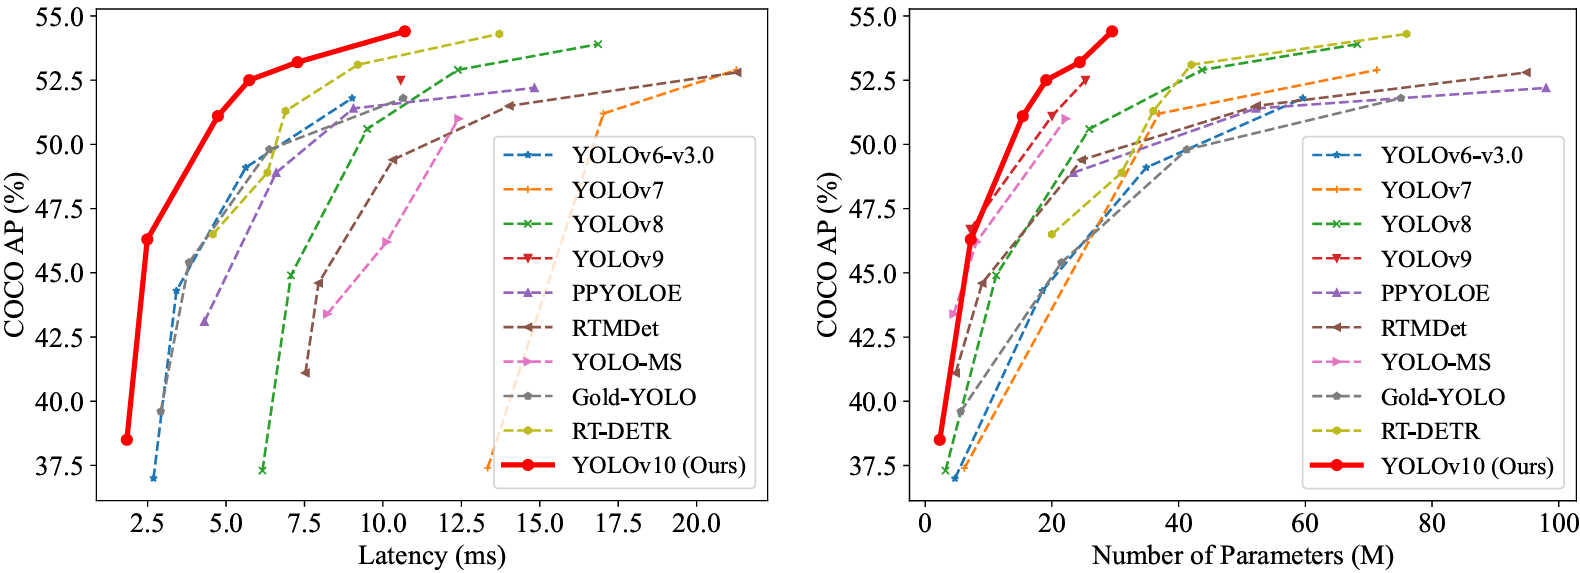 COCO AP (%)
55.0
52.5
50.0
47.5
45.0
42.5
40.0
37.5
2.5 5.0 7.5 10.0 12.5 15.0 17.5 20.0
Latency (ms)
YOLOv6-v3.0
YOLOv7
YOLOv8
YOLOv9
PPYOLOE
RTMDet
YOLO-MS
Gold-YOLO
RT-DETR
YOLOv10 (Ours)
COCO AP (%)
55.0
52.5
50.0
47.5
45.0
42.5
40.0
37.5
0 20 40 60 80 100
Number of Parameters (M)
YOLOv6-v3.0
YOLOv7
YOLOv8
YOLOv9
PPYOLOE
RTMDet
YOLO-MS
Gold-YOLO
RT-DETR
YOLOv10 (Ours)